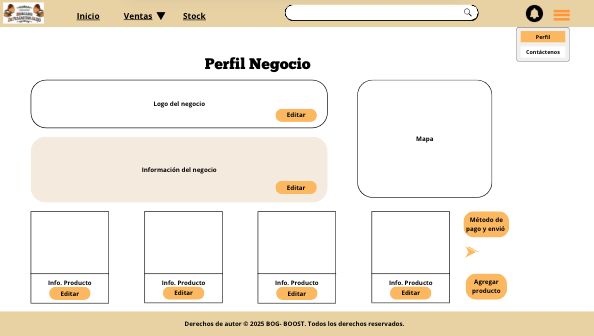 Inicio
Ventas
Stock
Perfil
Contáctenos
Perfil Negocio
Logo del negocio
Editar
Mapa
Información del negocio
Editar
Info. Producto
Editar
Info. Producto
Editar
Info. Producto
Editar
Info. Producto
Editar
Método de
pago y envió
Agregar
producto
Derechos de autor © 2025 BOG- BOOST. Todos los derechos reservados.